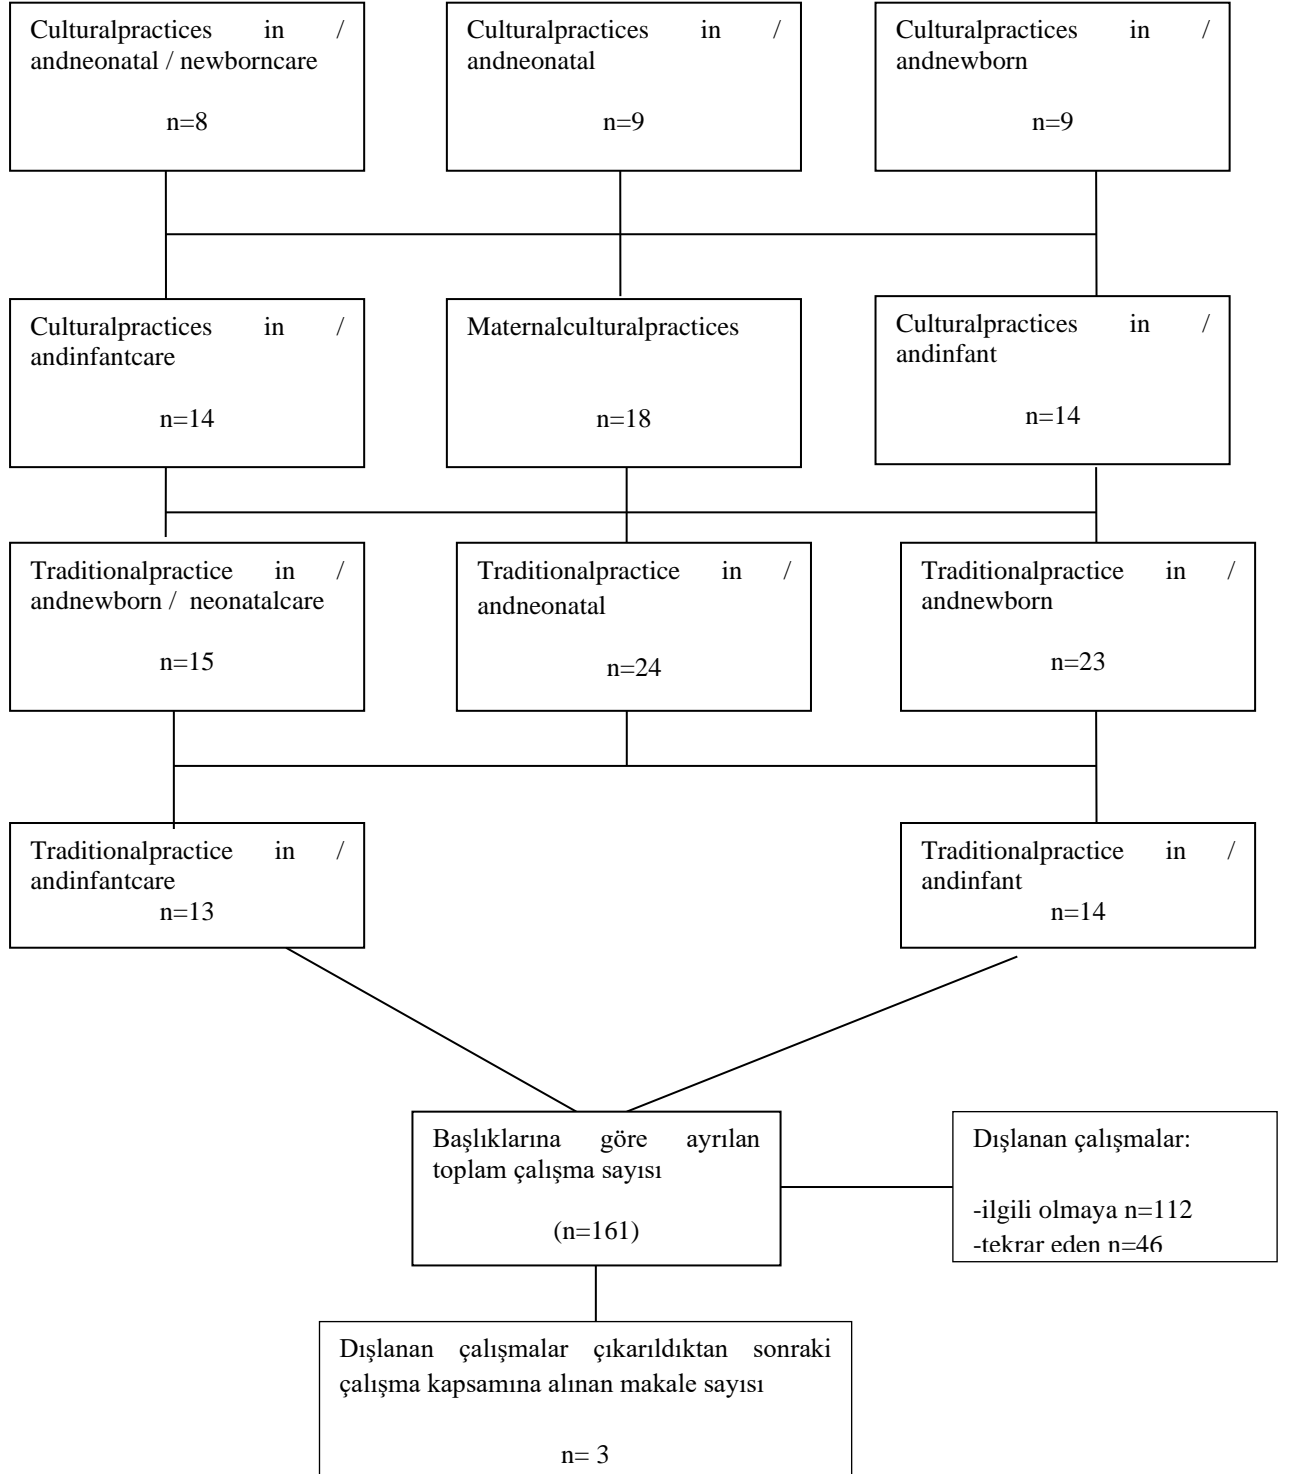 Culturalpractices in /
andneonatal / newborncare
n=8
Culturalpractices in /
andneonatal
n=9
Culturalpractices in /
andnewborn
n=9
Culturalpractices in /
andinfantcare
n=14
Maternalculturalpractices
n=18
Culturalpractices in /
andinfant
n=14
Traditionalpractice in /
andnewborn / neonatalcare
n=15
Traditionalpractice in /
andneonatal
n=24
Traditionalpractice in /
andnewborn
n=23
Traditionalpractice in /
andinfantcare
n=13
Traditionalpractice in /
andinfant
n=14
Başlıklarına göre ayrılan
toplam çalışma sayısı
(n=161)
Dışlanan çalışmalar:
-ilgili olmaya n=112
-tekrar eden n=46
Dışlanan çalışmalar çıkarıldıktan sonraki
çalışma kapsamına alınan makale sayısı
n= 3